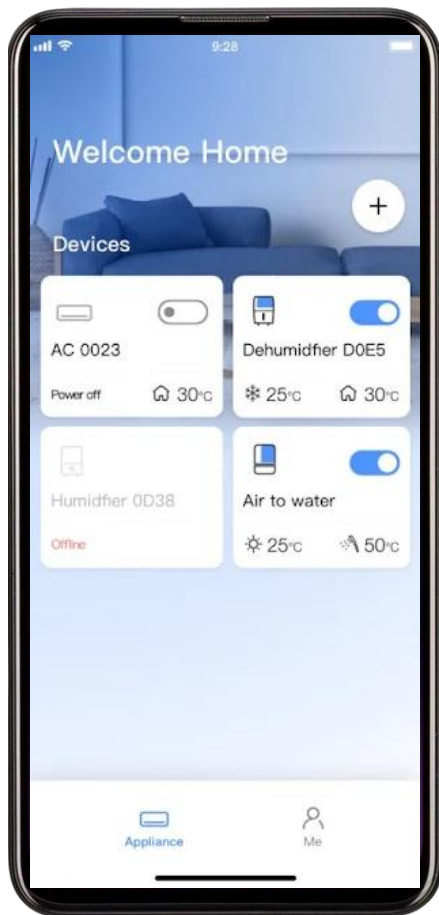 9:28
Welcome Home
+
Devices
AC 0023
Power off 30°C
Dehumidfier D0E5
25°C 30°C
Humidfier 0D38
Offline
Air to water
25°C 50°C
Appliance
Me